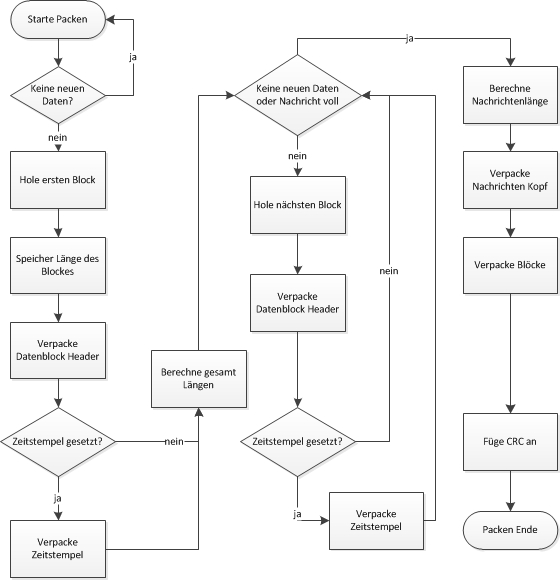 Starte Packen
ja
Keine neuen
Daten?
nein
Hole ersten Block
Speicher Länge des
Blockes
Verpacke
Datenblock Header
Zeitstempel gesetzt?
nein
ja
Verpacke
Zeitstempel
Berechne gesamt
Längen
Keine neuen Daten
oder Nachricht voll
ja
nein
Hole nächsten Block
Verpacke
Datenblock Header
Zeitstempel gesetzt?
nein
ja
Verpacke
Zeitstempel
Berechne
Nachrichtenlänge
Verpacke
Nachrichten Kopf
Verpacke Blöcke
Füge CRC an
Packen Ende